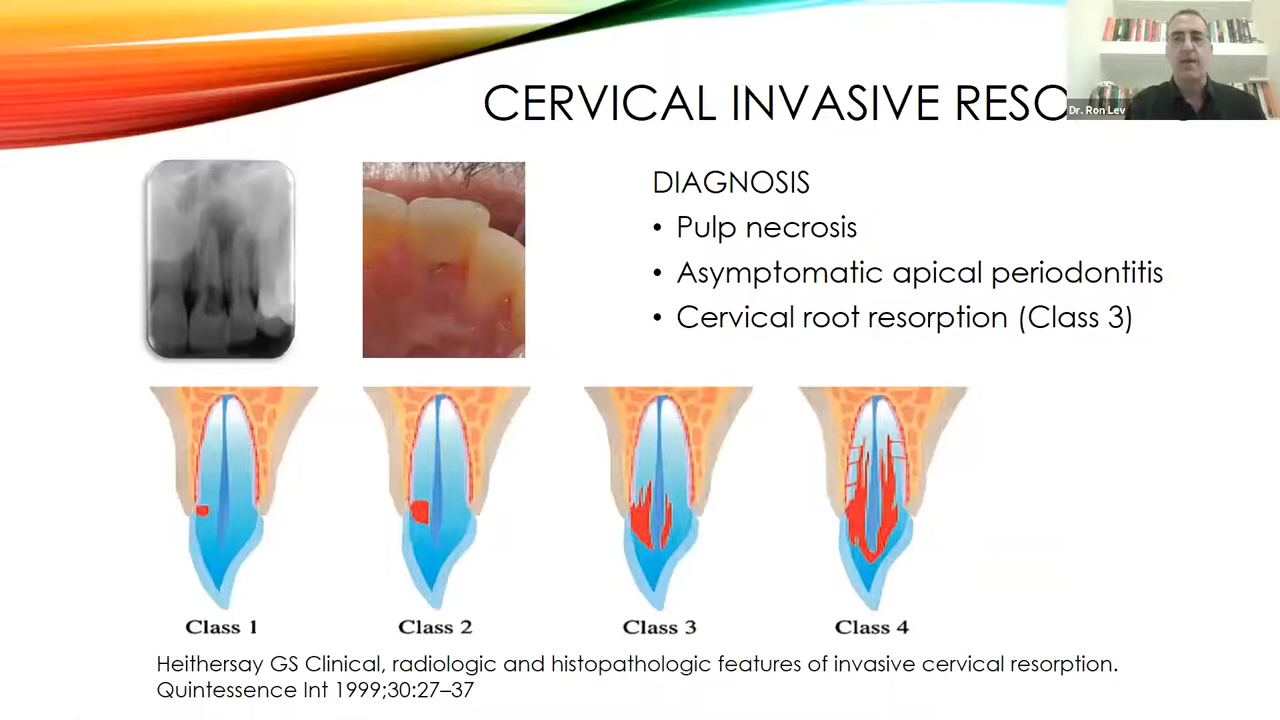 CERVICAL INVASIVE RESO
Dr. Ron Lev
DIAGNOSIS
• Pulp necrosis
• Asymptomatic apical periodontitis
• Cervical root resorption (Class 3)
Class 1
Class 2
Class 3
Class 4
Heithersay GS Clinical, radiologic and histopathologic features of invasive cervical resorption.
Quintessence Int 1999;30:27–37